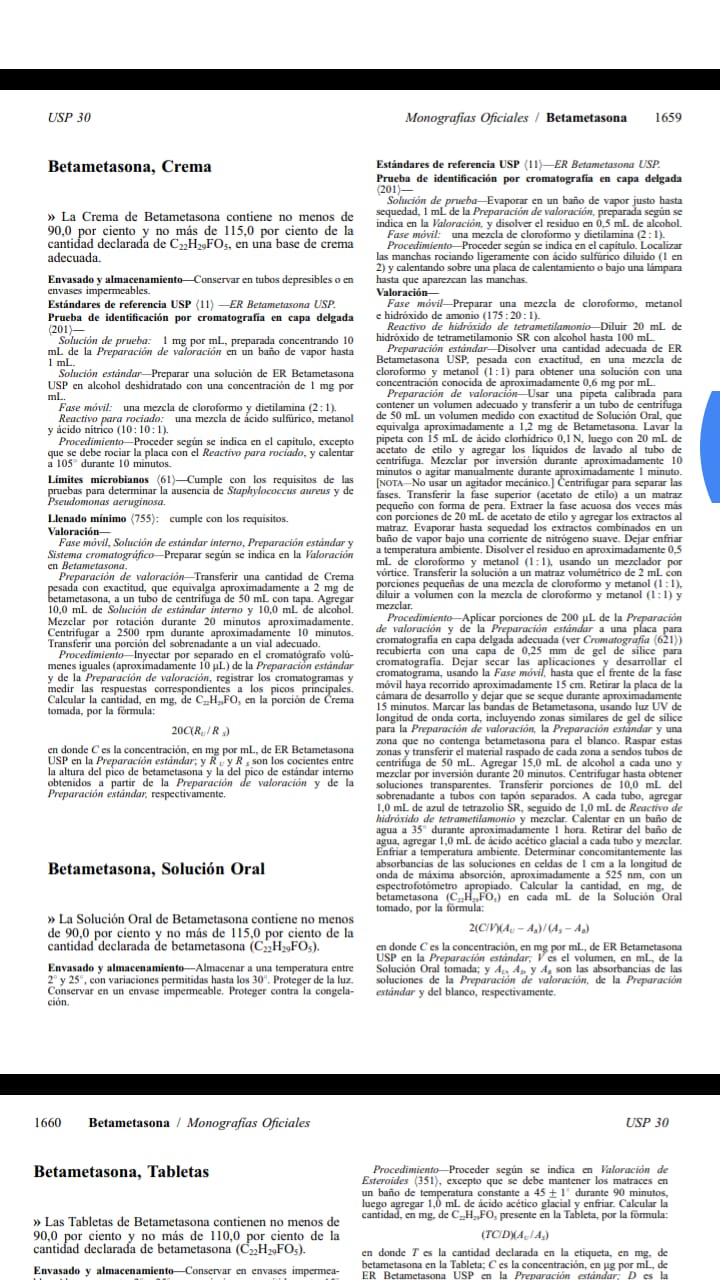 USP 30
Monografías Oficiales / Betametasona 1659
Betametasona, Crema
» La Crema de Betametasona contiene no menos de
90,0 por ciento y no más de 115,0 por ciento de la
cantidad declarada de C₂₂H₂₉FO₅, en una base de crema
adecuada.
Envasado y almacenamiento—Conservar en tubos depresibles o en
envases impermeables.
Estándares de referencia USP ⟨11⟩ —ER Betametasona USP.
Prueba de identificación por cromatografía en capa delgada
⟨201⟩—
Solución de prueba: 1 mg por mL, preparada concentrando 10
mL de la Preparación de valoración en un baño de vapor hasta
1 mL.
Solución estándar—Preparar una solución de ER Betametasona
USP en alcohol deshidratado con una concentración de 1 mg por
mL.
Fase móvil: una mezcla de cloroformo y dietilamina (2 : 1).
Reactivo para rociado: una mezcla de ácido sulfúrico, metanol
y ácido nítrico (10 : 10 : 1).
Procedimiento—Proceder según se indica en el capítulo, excepto
que se debe rociar la placa con el Reactivo para rociado, y calentar
a 105° durante 10 minutos.
Límites microbianos ⟨61⟩—Cumple con los requisitos de las
pruebas para determinar la ausencia de Staphylococcus aureus y de
Pseudomonas aeruginosa.
Llenado mínimo ⟨755⟩: cumple con los requisitos.
Valoración—
Fase móvil, Solución de estándar interno, Preparación estándar y
Sistema cromatográfico—Preparar según se indica en la Valoración
en Betametasona.
Preparación de valoración—Transferir una cantidad de Crema
pesada con exactitud, que equivalga aproximadamente a 2 mg de
betametasona, a un tubo de centrífuga de 50 mL con tapa. Agregar
10,0 mL de Solución de estándar interno y 10,0 mL de alcohol.
Mezclar por rotación durante 20 minutos aproximadamente.
Centrifugar a 2500 rpm durante aproximadamente 10 minutos.
Transferir una porción del sobrenadante a un vial adecuado.
Procedimiento—Inyectar por separado en el cromatógrafo volú-
menes iguales (aproximadamente 10 μL) de la Preparación estándar
y de la Preparación de valoración, registrar los cromatogramas y
medir las respuestas correspondientes a los picos principales.
Calcular la cantidad, en mg, de C₂₂H₂₉FO₅ en la porción de Crema
tomada, por la fórmula:
20C(R_U / R_S)
en donde C es la concentración, en mg por mL, de ER Betametasona
USP en la Preparación estándar; y R_U y R_S son los cocientes entre
la altura del pico de betametasona y la del pico de estándar interno
obtenidos a partir de la Preparación de valoración y de la
Preparación estándar, respectivamente.
Betametasona, Solución Oral
» La Solución Oral de Betametasona contiene no menos
de 90,0 por ciento y no más de 115,0 por ciento de la
cantidad declarada de betametasona (C₂₂H₂₉FO₅).
Envasado y almacenamiento—Almacenar a una temperatura entre
2° y 25°, con variaciones permitidas hasta los 30°. Proteger de la luz.
Conservar en un envase impermeable. Proteger contra la congela-
ción.
Estándares de referencia USP ⟨11⟩—ER Betametasona USP.
Prueba de identificación por cromatografía en capa delgada
⟨201⟩—
Solución de prueba—Evaporar en un baño de vapor justo hasta
sequedad, 1 mL de la Preparación de valoración, preparada según se
indica en la Valoración, y disolver el residuo en 0,5 mL de alcohol.
Fase móvil: una mezcla de cloroformo y dietilamina (2 : 1).
Procedimiento—Proceder según se indica en el capítulo. Localizar
las manchas rociando ligeramente con ácido sulfúrico diluido (1 en
2) y calentando sobre una placa de calentamiento o bajo una lámpara
hasta que aparezcan las manchas.
Valoración—
Fase móvil—Preparar una mezcla de cloroformo, metanol
e hidróxido de amonio (175 : 20 : 1).
Reactivo de hidróxido de tetrametilamonio—Diluir 20 mL de
hidróxido de tetrametilamonio SR con alcohol hasta 100 mL.
Preparación estándar—Disolver una cantidad adecuada de ER
Betametasona USP, pesada con exactitud, en una mezcla de
cloroformo y metanol (1 : 1) para obtener una solución con una
concentración conocida de aproximadamente 0,6 mg por mL.
Preparación de valoración—Usar una pipeta calibrada para
contener un volumen adecuado y transferir a un tubo de centrífuga
de 50 mL un volumen medido con exactitud de Solución Oral, que
equivalga aproximadamente a 1,2 mg de Betametasona. Lavar la
pipeta con 15 mL de ácido clorhídrico 0,1 N, luego con 20 mL de
acetato de etilo y agregar los líquidos de lavado al tubo de
centrífuga. Mezclar por inversión durante aproximadamente 10
minutos o agitar manualmente durante aproximadamente 1 minuto.
[NOTA—No usar un agitador mecánico.] Centrifugar para separar las
fases. Transferir la fase superior (acetato de etilo) a un matraz
pequeño con forma de pera. Extraer la fase acuosa dos veces más
con porciones de 20 mL de acetato de etilo y agregar los extractos al
matraz. Evaporar hasta sequedad los extractos combinados en un
baño de vapor bajo una corriente de nitrógeno suave. Dejar enfriar
a temperatura ambiente. Disolver el residuo en aproximadamente 0,5
mL de cloroformo y metanol (1 : 1), usando un mezclador por
vórtice. Transferir la solución a un matraz volumétrico de 2 mL con
porciones pequeñas de una mezcla de cloroformo y metanol (1 : 1),
diluir a volumen con la mezcla de cloroformo y metanol (1 : 1) y
mezclar.
Procedimiento—Aplicar porciones de 200 μL de la Preparación
de valoración y de la Preparación estándar a una placa para
cromatografía en capa delgada adecuada (ver Cromatografía ⟨621⟩)
recubierta con una capa de 0,25 mm de gel de sílice para
cromatografía. Dejar secar las aplicaciones y desarrollar el
cromatograma, usando la Fase móvil, hasta que el frente de la fase
móvil haya recorrido aproximadamente 15 cm. Retirar la placa de la
cámara de desarrollo y dejar que se seque durante aproximadamente
15 minutos. Marcar las bandas de Betametasona, usando luz UV de
longitud de onda corta, incluyendo zonas similares de gel de sílice
para la Preparación de valoración, la Preparación estándar y una
zona que no contenga betametasona para el blanco. Raspar estas
zonas y transferir el material raspado de cada zona a sendos tubos de
centrífuga de 50 mL. Agregar 15,0 mL de alcohol a cada uno y
mezclar por inversión durante 20 minutos. Centrifugar hasta obtener
soluciones transparentes. Transferir porciones de 10,0 mL del
sobrenadante a tubos con tapón separados. A cada tubo, agregar
1,0 mL de azul de tetrazolio SR, seguido de 1,0 mL de Reactivo de
hidróxido de tetrametilamonio y mezclar. Calentar en un baño de
agua a 35° durante aproximadamente 1 hora. Retirar del baño de
agua, agregar 1,0 mL de ácido acético glacial a cada tubo y mezclar.
Enfriar a temperatura ambiente. Determinar concomitantemente las
absorbancias de las soluciones en celdas de 1 cm a la longitud de
onda de máxima absorción, aproximadamente a 525 nm, con un
espectrofotómetro apropiado. Calcular la cantidad, en mg, de
betametasona (C₂₂H₂₉FO₅) en cada mL de la Solución Oral
tomado, por la fórmula:
2(C/V)(A_U – A_B)/(A_S – A_B)
en donde C es la concentración, en mg por mL, de ER Betametasona
USP en la Preparación estándar; V es el volumen, en mL, de la
Solución Oral tomada; y A_U, A_S, y A_B son las absorbancias de las
soluciones de la Preparación de valoración, de la Preparación
estándar y del blanco, respectivamente.
1660 Betametasona / Monografías Oficiales
USP 30
Betametasona, Tabletas
» Las Tabletas de Betametasona contienen no menos de
90,0 por ciento y no más de 110,0 por ciento de la
cantidad declarada de betametasona (C₂₂H₂₉FO₅).
Envasado y almacenamiento—Conservar en envases impermea-
Procedimiento—Proceder según se indica en Valoración de
Esteroides ⟨351⟩, excepto que se debe mantener los matraces en
un baño de temperatura constante a 45 ± 1° durante 90 minutos,
luego agregar 1,0 mL de ácido acético glacial y enfriar. Calcular la
cantidad, en mg, de C₂₂H₂₉FO₅ presente en la Tableta, por la fórmula:
(TC/D)(A_U / A_S)
en donde T es la cantidad declarada en la etiqueta, en mg, de
betametasona en la Tableta; C es la concentración, en μg por mL, de
ER Betametasona USP en la Preparación estándar; D es la